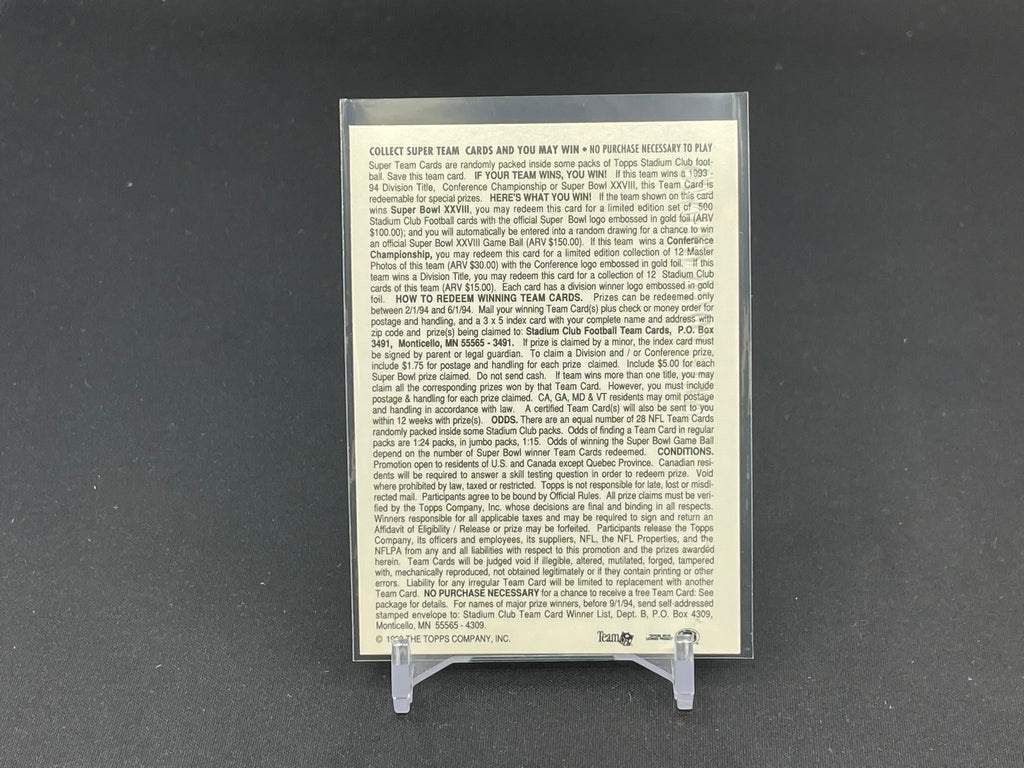 COLLECT SUPER TEAM CARDS AND YOU MAY WIN • NO PURCHASE NECESSARY TO PLAY
Super Team Cards are randomly packed inside some packs of Topps Stadium Club foot-
ball. Save this team card. IF YOUR TEAM WINS, YOU WIN! If this team wins a 1993 -
94 Division Title, Conference Championship or Super Bowl XXVIII, this Team Card is
redeemable for special prizes. HERE'S WHAT YOU WIN! If the team shown on this card
wins Super Bowl XXVIII, you may redeem this card for a limited edition set of 500
Stadium Club Football cards with the official Super Bowl logo embossed in gold foil (ARV
$100.00); and you will automatically be entered into a random drawing for a chance to win
an official Super Bowl XXVIII Game Ball (ARV $150.00). If this team wins a Conference
Championship, you may redeem this card for a limited edition collection of 12 Master
Photos of this team (ARV $30.00) with the Conference logo embossed in gold foil. If this
team wins a Division Title, you may redeem this card for a collection of 12 Stadium Club
cards of this team (ARV $15.00). Each card has a division winner logo embossed in gold
foil. HOW TO REDEEM WINNING TEAM CARDS. Prizes can be redeemed only
between 2/1/94 and 6/1/94. Mail your winning Team Card(s) plus check or money order for
postage and handling, and a 3 x 5 index card with your complete name and address with
zip code and prize(s) being claimed to: Stadium Club Football Team Cards, P.O. Box
3491, Monticello, MN 55565 - 3491. If prize is claimed by a minor, the index card must
be signed by parent or legal guardian. To claim a Division and / or Conference prize,
include $1.75 for postage and handling for each prize claimed. Include $5.00 for each
Super Bowl prize claimed. Do not send cash. If team wins more than one title, you may
claim all the corresponding prizes won by that Team Card. However, you must include
postage & handling for each prize claimed. CA, GA, MD & VT residents may omit postage
and handling in accordance with law. A certified Team Card(s) will also be sent to you
within 12 weeks with prize(s). ODDS. There are an equal number of 28 NFL Team Cards
randomly packed inside some Stadium Club packs. Odds of finding a Team Card in regular
packs are 1:24 packs, in jumbo packs, 1:15. Odds of winning the Super Bowl Game Ball
depend on the number of Super Bowl winner Team Cards redeemed. CONDITIONS.
Promotion open to residents of U.S. and Canada except Quebec Province. Canadian resi-
dents will be required to answer a skill testing question in order to redeem prize. Void
where prohibited by law, taxed or restricted. Topps is not responsible for late, lost or misdi-
rected mail. Participants agree to be bound by Official Rules. All prize claims must be veri-
fied by the Topps Company, Inc. whose decisions are final and binding in all respects.
Winners responsible for all applicable taxes and may be required to sign and return an
Affidavit of Eligibility / Release or prize may be forfeited. Participants release the Topps
Company, its officers and employees, its suppliers, NFL, the NFL Properties, and the
NFLPA from any and all liabilities with respect to this promotion and the prizes awarded
herein. Team Cards will be judged void if illegible, altered, mutilated, forged, tampered
with, mechanically reproduced, not obtained legitimately or if they contain printing or other
errors. Liability for any irregular Team Card will be limited to replacement with another
Team Card. NO PURCHASE NECESSARY for a chance to receive a free Team Card: See
package for details. For names of major prize winners, before 9/1/94, send self-addressed
stamped envelope to: Stadium Club Team Card Winner List, Dept. B, P.O. Box 4309,
Monticello, MN 55565 - 4309.
© THE TOPPS COMPANY, INC. Team